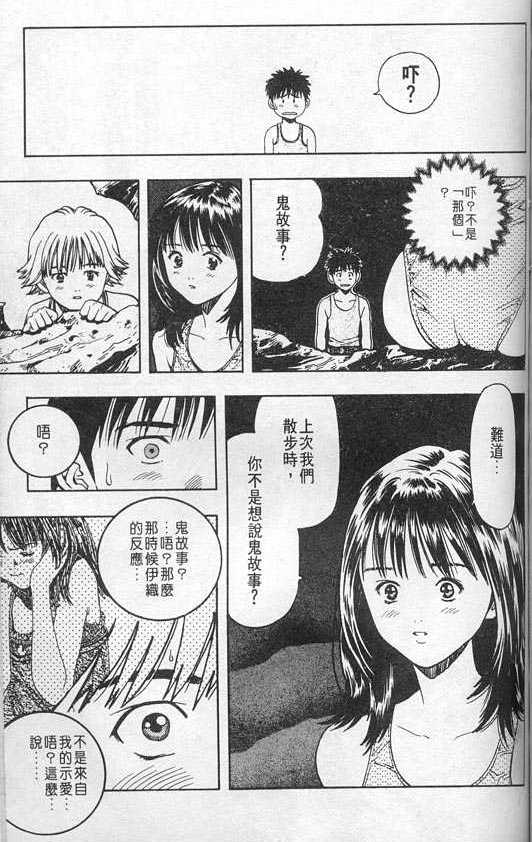 吓？
吓？不是
「那個」
？
鬼故事？
難道…
上次我們
散步時，
你不是想說鬼故事？
唔？
鬼故事？
…唔？那麼
那時候伊織
的反應…
不是來自
我的示愛…
唔？這麼
說……